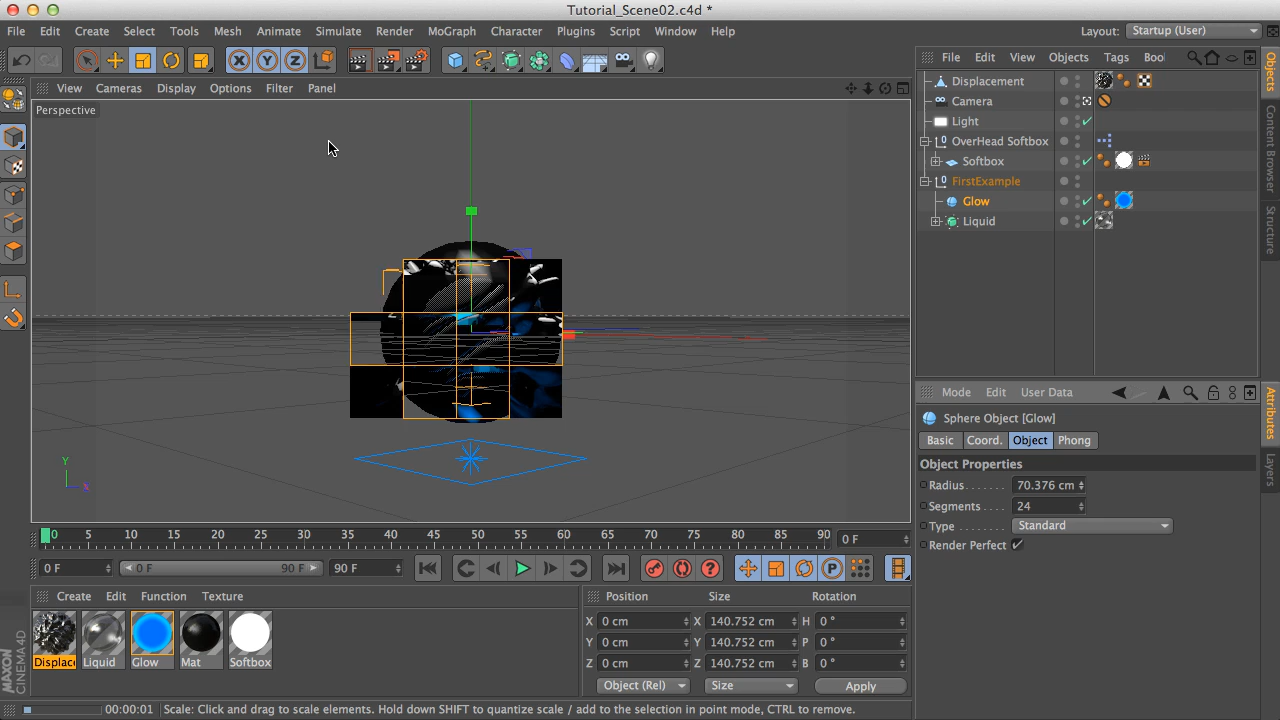 Tutorial_Scene02.c4d *
File Edit Create Select Tools Mesh Animate Simulate Render MoGraph Character Plugins Script Window Help
Layout: Startup (User)
X Y Z
File Edit View Objects Tags Bool
View Cameras Display Options Filter Panel
Perspective
Displacement
Camera
Light
OverHead Softbox
Softbox
FirstExample
Glow
Liquid
Objects
Content Browser
Structure
Y
X
Mode Edit User Data
Sphere Object [Glow]
Basic Coord. Object Phong
Object Properties
Radius....... 70.376 cm
Segments .... 24
Type ........ Standard
Render Perfect
Attributes
Layers
0 5 10 15 20 25 30 35 40 45 50 55 60 65 70 75 80 85 90 0 F
0 F 0 F 90 F 90 F
P
Create Edit Function Texture
Displace Liquid Glow Mat Softbox
Position Size Rotation
X 0 cm X 140.752 cm H 0 °
Y 0 cm Y 140.752 cm P 0 °
Z 0 cm Z 140.752 cm B 0 °
Object (Rel) Size Apply
MAXON
CINEMA 4D
00:00:01 Scale: Click and drag to scale elements. Hold down SHIFT to quantize scale / add to the selection in point mode, CTRL to remove.